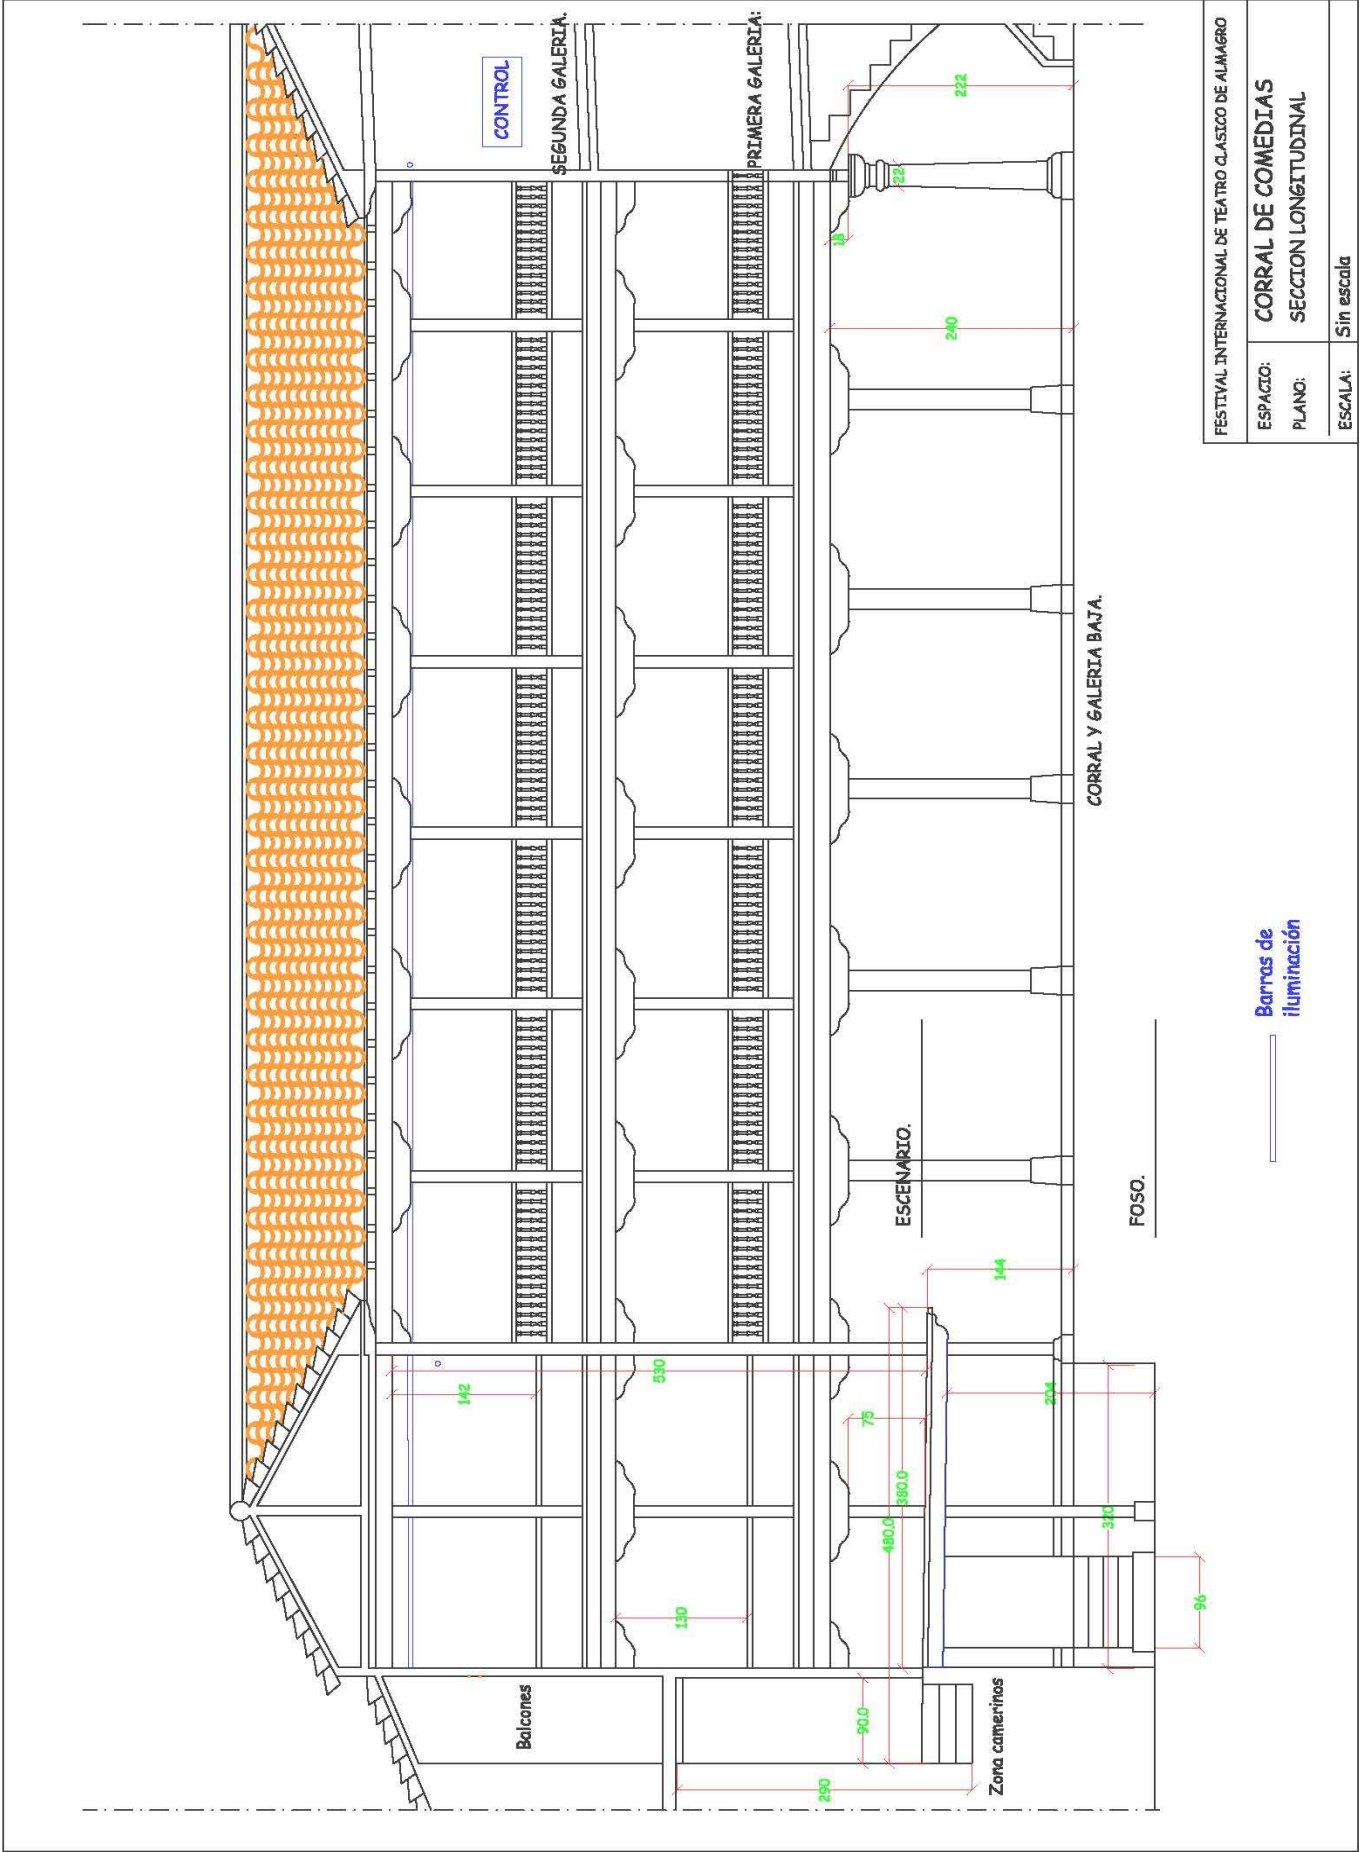 CONTROL
SEGUNDA GALERIA.
PRIMERA GALERIA:
222
22
18
240
CORRAL Y GALERIA BAJA.
ESCENARIO.
FOSO.
144
530
142
75
204
380.0
480.0
320
130
96
Balcones
90.0
290
Zona camerinos
Barras de
iluminación
FESTIVAL INTERNACIONAL DE TEATRO CLASICO DE ALMAGRO
ESPACIO: CORRAL DE COMEDIAS
PLANO: SECCION LONGITUDINAL
ESCALA: Sin escala